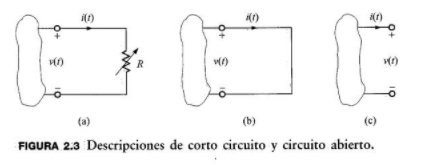 i(t) i(t) i(t)
+ + +
v(t) R v(t) v(t)
− − −
(a) (b) (c)
FIGURA 2.3 Descripciones de corto circuito y circuito abierto.